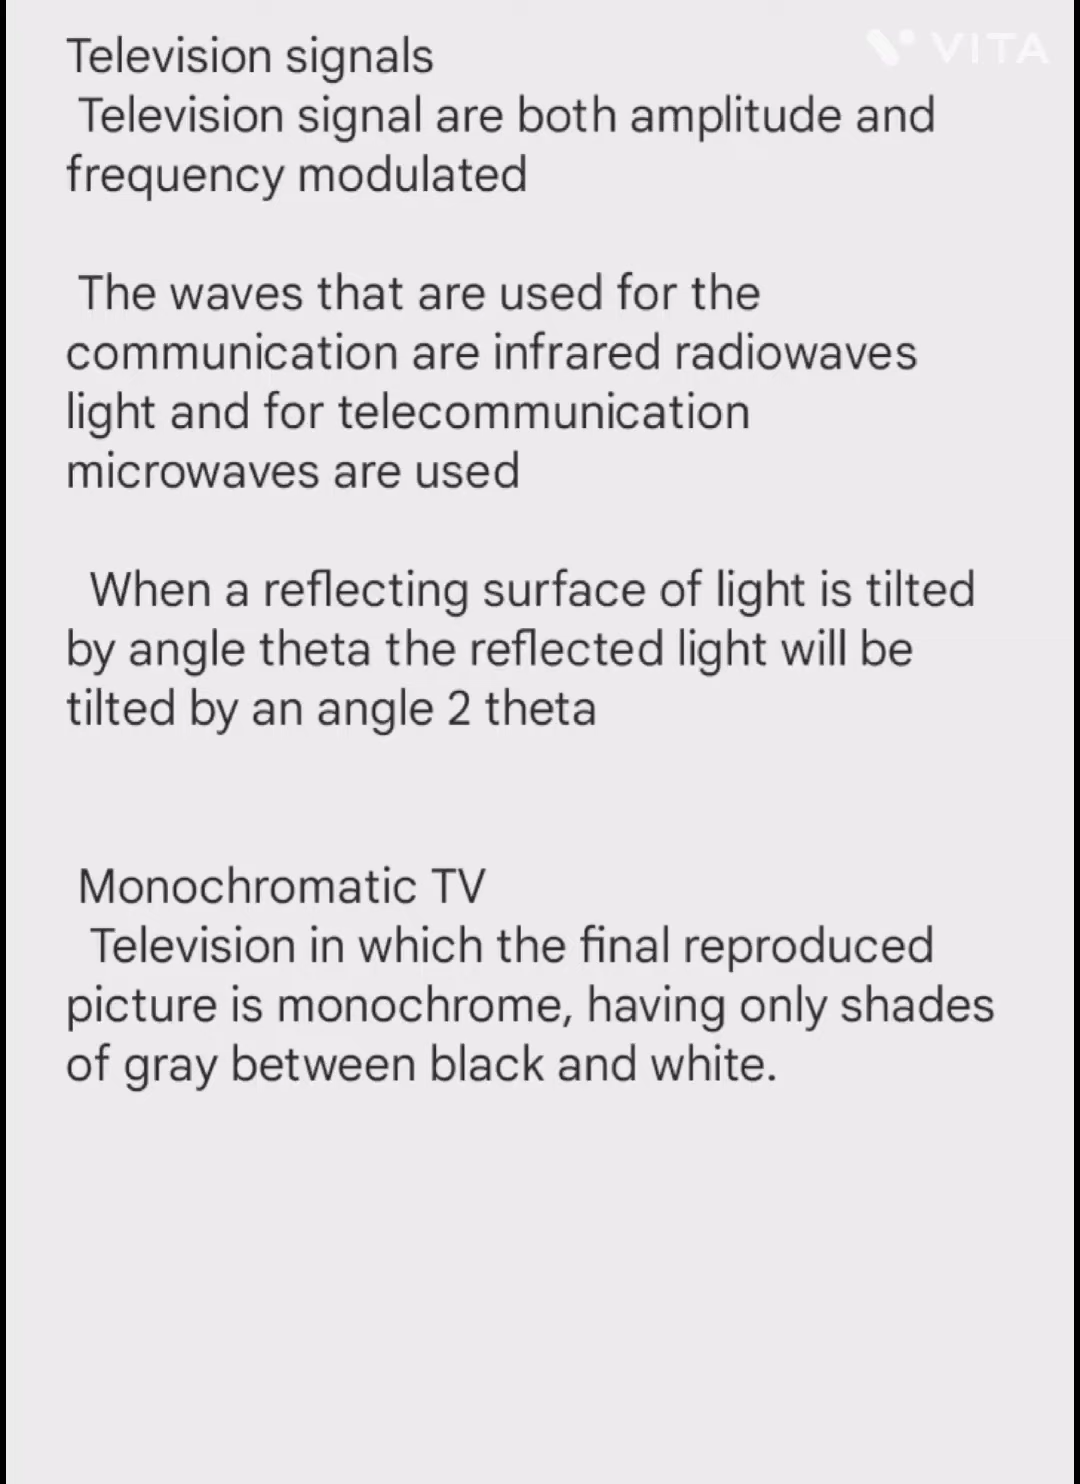 VITA
Television signals
Television signal are both amplitude and
frequency modulated
The waves that are used for the
communication are infrared radiowaves
light and for telecommunication
microwaves are used
When a reflecting surface of light is tilted
by angle theta the reflected light will be
tilted by an angle 2 theta
Monochromatic TV
Television in which the final reproduced
picture is monochrome, having only shades
of gray between black and white.